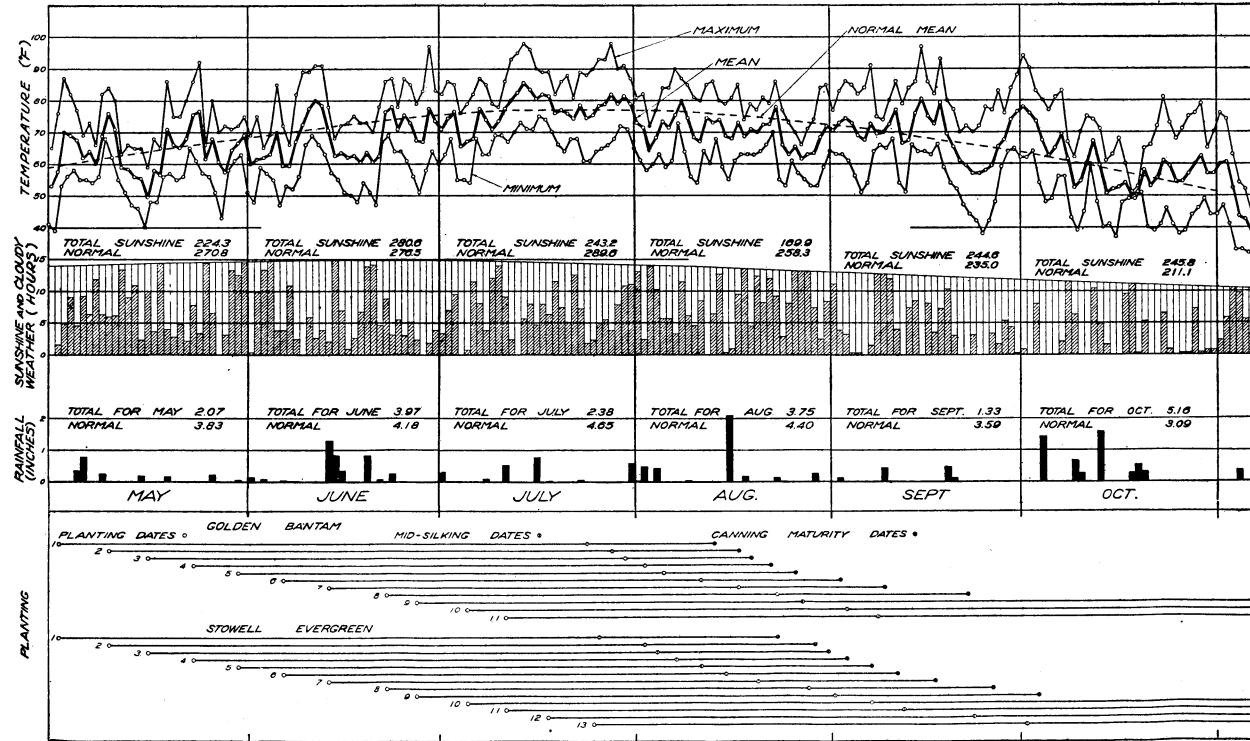 TEMPERATURE (°F)
100
90
80
70
60
50
40
MAXIMUM
NORMAL MEAN
MEAN
MINIMUM
SUNSHINE AND CLOUDY
WEATHER (HOURS)
15
10
5
0
TOTAL SUNSHINE 224.3
NORMAL 270.8
TOTAL SUNSHINE 280.6
NORMAL 276.5
TOTAL SUNSHINE 243.2
NORMAL 289.6
TOTAL SUNSHINE 169.9
NORMAL 258.3
TOTAL SUNSHINE 244.6
NORMAL 235.0
TOTAL SUNSHINE 245.8
NORMAL 211.1
RAINFALL
(INCHES)
2
1
0
TOTAL FOR MAY 2.07
NORMAL 3.83
TOTAL FOR JUNE 3.97
NORMAL 4.18
TOTAL FOR JULY 2.38
NORMAL 4.65
TOTAL FOR AUG 3.75
NORMAL 4.40
TOTAL FOR SEPT. 1.33
NORMAL 3.59
TOTAL FOR OCT. 5.16
NORMAL 3.09
MAY
JUNE
JULY
AUG.
SEPT
OCT.
PLANTING
GOLDEN BANTAM
PLANTING DATES
MID-SILKING DATES
CANNING MATURITY DATES
1
2
3
4
5
6
7
8
9
10
11
STOWELL EVERGREEN
1
2
3
4
5
6
7
8
9
10
11
12
13